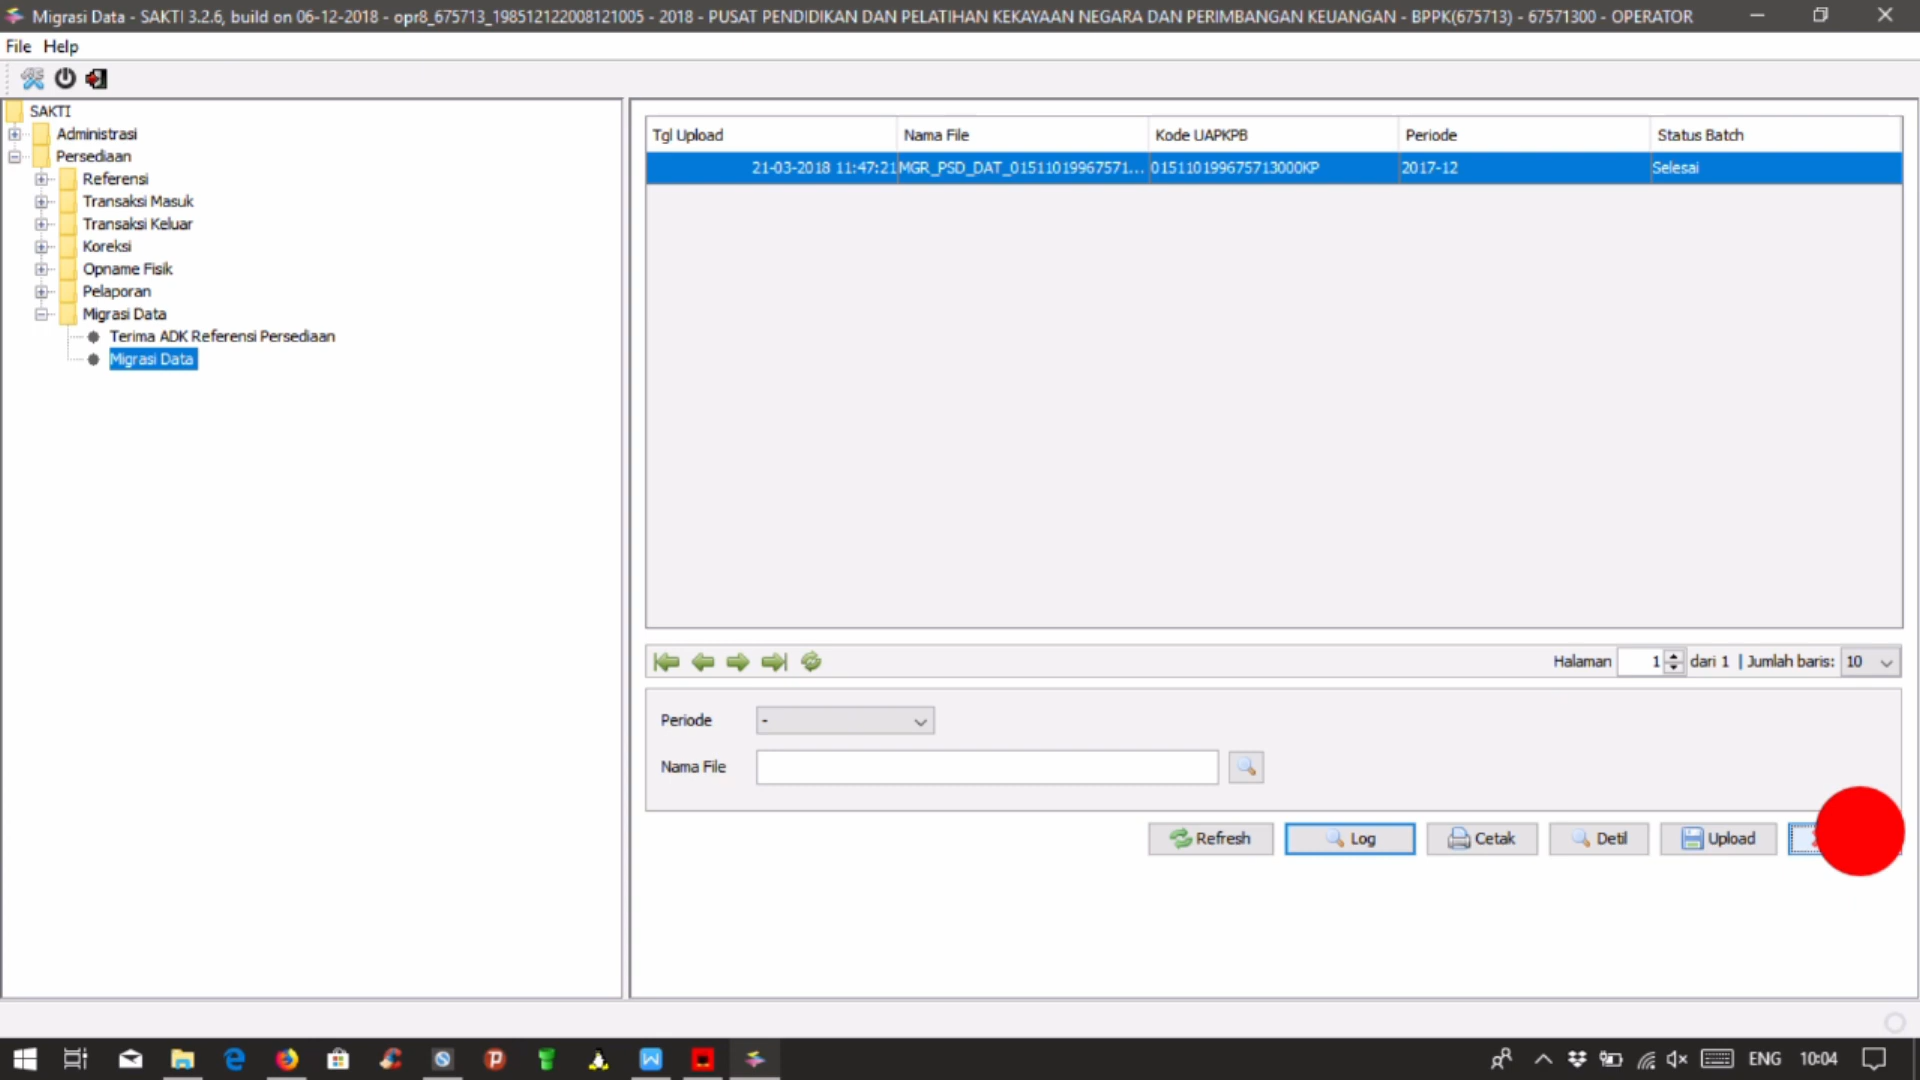 Migrasi Data - SAKTI 3.2.6, build on 06-12-2018 - opr8_675713_198512122008121005 - 2018 - PUSAT PENDIDIKAN DAN PELATIHAN KEKAYAAN NEGARA DAN PERIMBANGAN KEUANGAN - BPPK(675713) - 67571300 - OPERATOR
File Help
SAKTI
Administrasi
Persediaan
Referensi
Transaksi Masuk
Transaksi Keluar
Koreksi
Opname Fisik
Pelaporan
Migrasi Data
Terima ADK Referensi Persediaan
Migrasi Data
Tgl Upload Nama File Kode UAPKPB Periode Status Batch
21-03-2018 11:47:21 MGR_PSD_DAT_01511019967571... 015110199675713000KP 2017-12 Selesai
Halaman 1 dari 1 | Jumlah baris: 10
Periode -
Nama File
Refresh Log Cetak Detil Upload
ENG 10:04